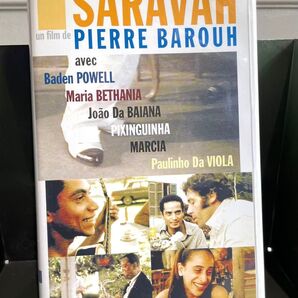 SARAVAH
un film de PIERRE BAROUH
avec
Baden POWELL
Maria BETHANIA
João Da BAIANA
PIXINGUINHA
MARCIA
Paulinho Da VIOLA